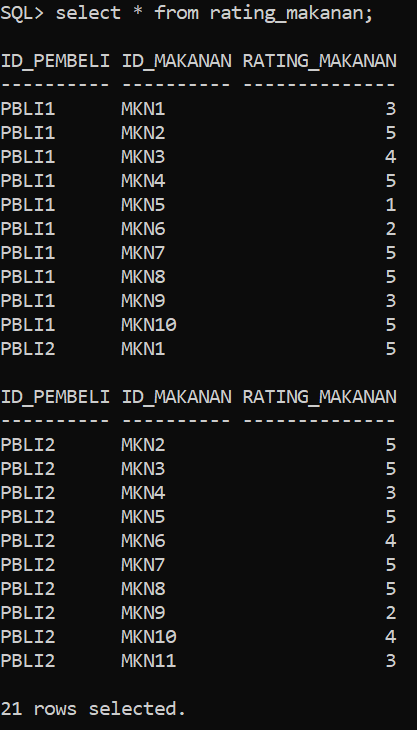 SQL> select * from rating_makanan;
ID_PEMBELI ID_MAKANAN RATING_MAKANAN
---------- ---------- --------------
PBLI1      MKN1                    3
PBLI1      MKN2                    5
PBLI1      MKN3                    4
PBLI1      MKN4                    5
PBLI1      MKN5                    1
PBLI1      MKN6                    2
PBLI1      MKN7                    5
PBLI1      MKN8                    5
PBLI1      MKN9                    3
PBLI1      MKN10                   5
PBLI2      MKN1                    5
ID_PEMBELI ID_MAKANAN RATING_MAKANAN
---------- ---------- --------------
PBLI2      MKN2                    5
PBLI2      MKN3                    5
PBLI2      MKN4                    3
PBLI2      MKN5                    5
PBLI2      MKN6                    4
PBLI2      MKN7                    5
PBLI2      MKN8                    5
PBLI2      MKN9                    2
PBLI2      MKN10                   4
PBLI2      MKN11                   3
21 rows selected.